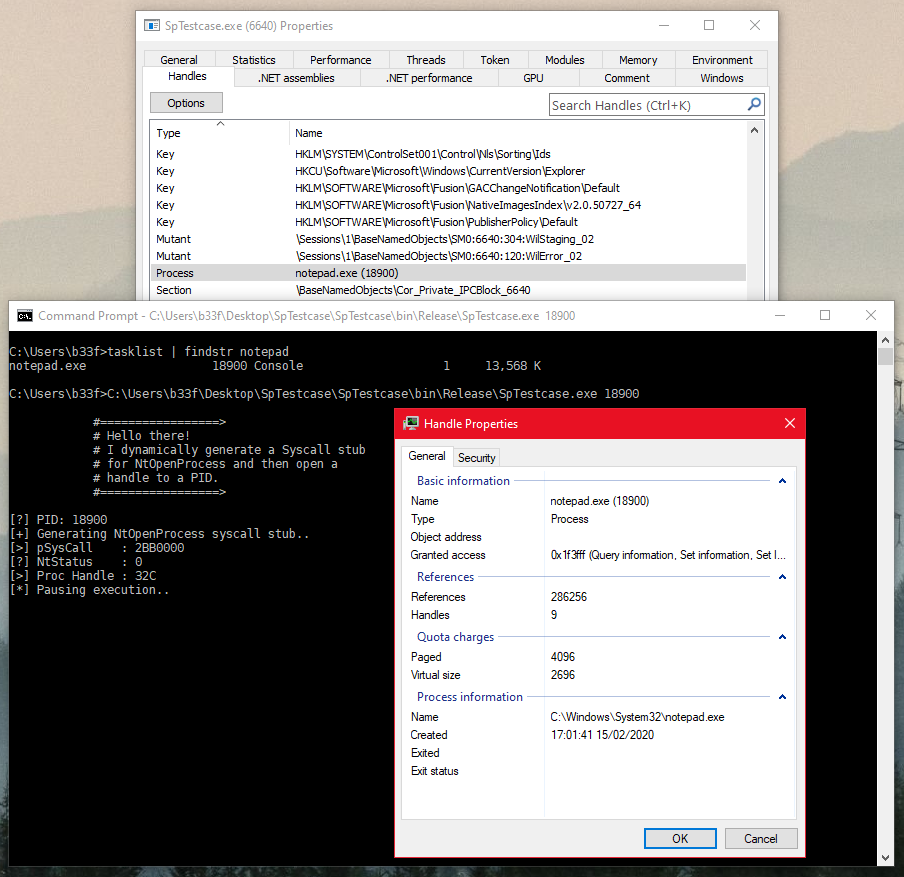 SpTestcase.exe (6640) Properties
General Statistics Performance Threads Token Modules Memory Environment
Handles .NET assemblies .NET performance GPU Comment Windows
Options
Search Handles (Ctrl+K)
Type Name
Key HKLM\SYSTEM\ControlSet001\Control\Nls\Sorting\Ids
Key HKCU\Software\Microsoft\Windows\CurrentVersion\Explorer
Key HKLM\SOFTWARE\Microsoft\Fusion\GACChangeNotification\Default
Key HKLM\SOFTWARE\Microsoft\Fusion\NativeImagesIndex\v2.0.50727_64
Key HKLM\SOFTWARE\Microsoft\Fusion\PublisherPolicy\Default
Mutant \Sessions\1\BaseNamedObjects\SM0:6640:304:WilStaging_02
Mutant \Sessions\1\BaseNamedObjects\SM0:6640:120:WilError_02
Process notepad.exe (18900)
Section \BaseNamedObjects\Cor_Private_IPCBlock_6640
Command Prompt - C:\Users\b33f\Desktop\SpTestcase\SpTestcase\bin\Release\SpTestcase.exe 18900
C:\Users\b33f>tasklist | findstr notepad
notepad.exe 18900 Console 1 13,568 K
C:\Users\b33f>C:\Users\b33f\Desktop\SpTestcase\SpTestcase\bin\Release\SpTestcase.exe 18900
#=================>
# Hello there!
# I dynamically generate a Syscall stub
# for NtOpenProcess and then open a
# handle to a PID.
#=================>
[?] PID: 18900
[+] Generating NtOpenProcess syscall stub..
[>] pSysCall : 2BB0000
[?] NtStatus : 0
[>] Proc Handle : 32C
[*] Pausing execution..
Handle Properties
General Security
Basic information
Name notepad.exe (18900)
Type Process
Object address
Granted access 0x1f3fff (Query information, Set information, Set l...
References
References 286256
Handles 9
Quota charges
Paged 4096
Virtual size 2696
Process information
Name C:\Windows\System32\notepad.exe
Created 17:01:41 15/02/2020
Exited
Exit status
OK Cancel